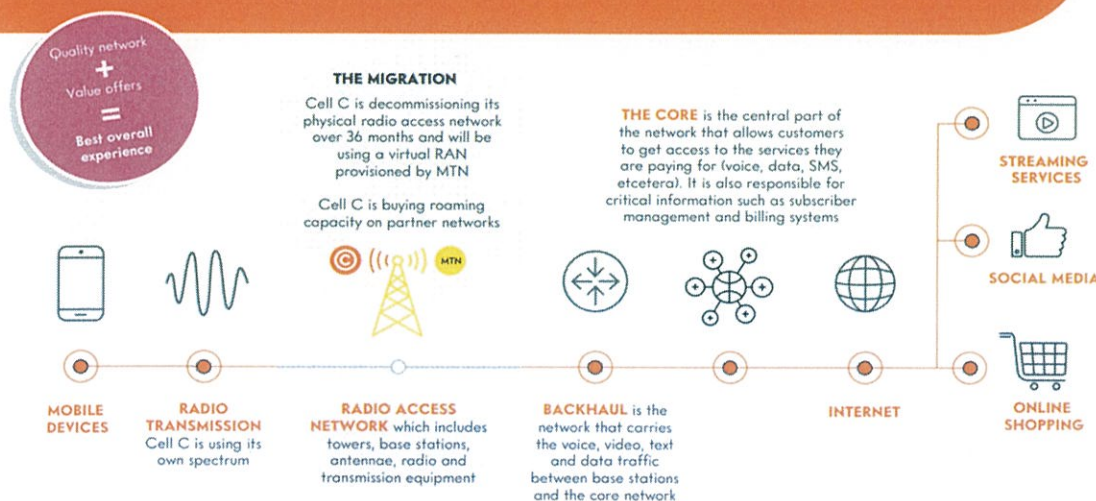 Quality network
+
Value offers
=
Best overall
experience
THE MIGRATION
Cell C is decommissioning its
physical radio access network
over 36 months and will be
using a virtual RAN
provisioned by MTN
Cell C is buying roaming
capacity on partner networks
THE CORE is the central part of
the network that allows customers
to get access to the services they
are paying for (voice, data, SMS,
etcetera). It is also responsible for
critical information such as subscriber
management and billing systems
STREAMING
SERVICES
SOCIAL MEDIA
C
MTN
MOBILE
DEVICES
RADIO
TRANSMISSION
Cell C is using its
own spectrum
RADIO ACCESS
NETWORK which includes
towers, base stations,
antennae, radio and
transmission equipment
BACKHAUL is the
network that carries
the voice, video, text
and data traffic
between base stations
and the core network
INTERNET
ONLINE
SHOPPING